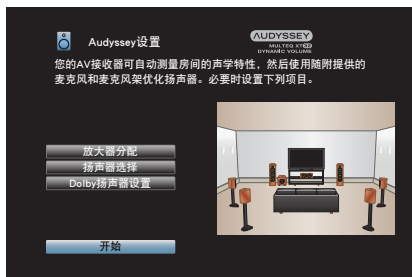 Audyssey设置
AUDYSSEY
MULTEQ XT32
DYNAMIC VOLUME
您的AV接收器可自动测量房间的声学特性，然后使用随附提供的
麦克风和麦克风架优化扬声器。必要时设置下列项目。
放大器分配
扬声器选择
Dolby扬声器设置
开始